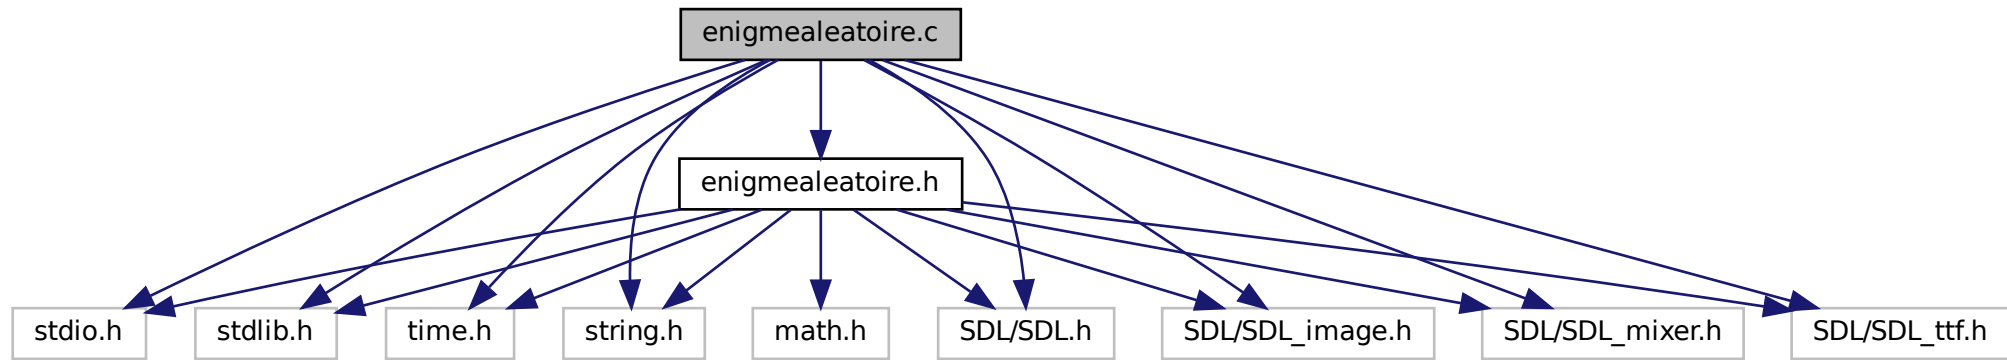 enigmealeatoire.c
enigmealeatoire.h
stdio.h
stdlib.h
time.h
string.h
math.h
SDL/SDL.h
SDL/SDL_image.h
SDL/SDL_mixer.h
SDL/SDL_ttf.h